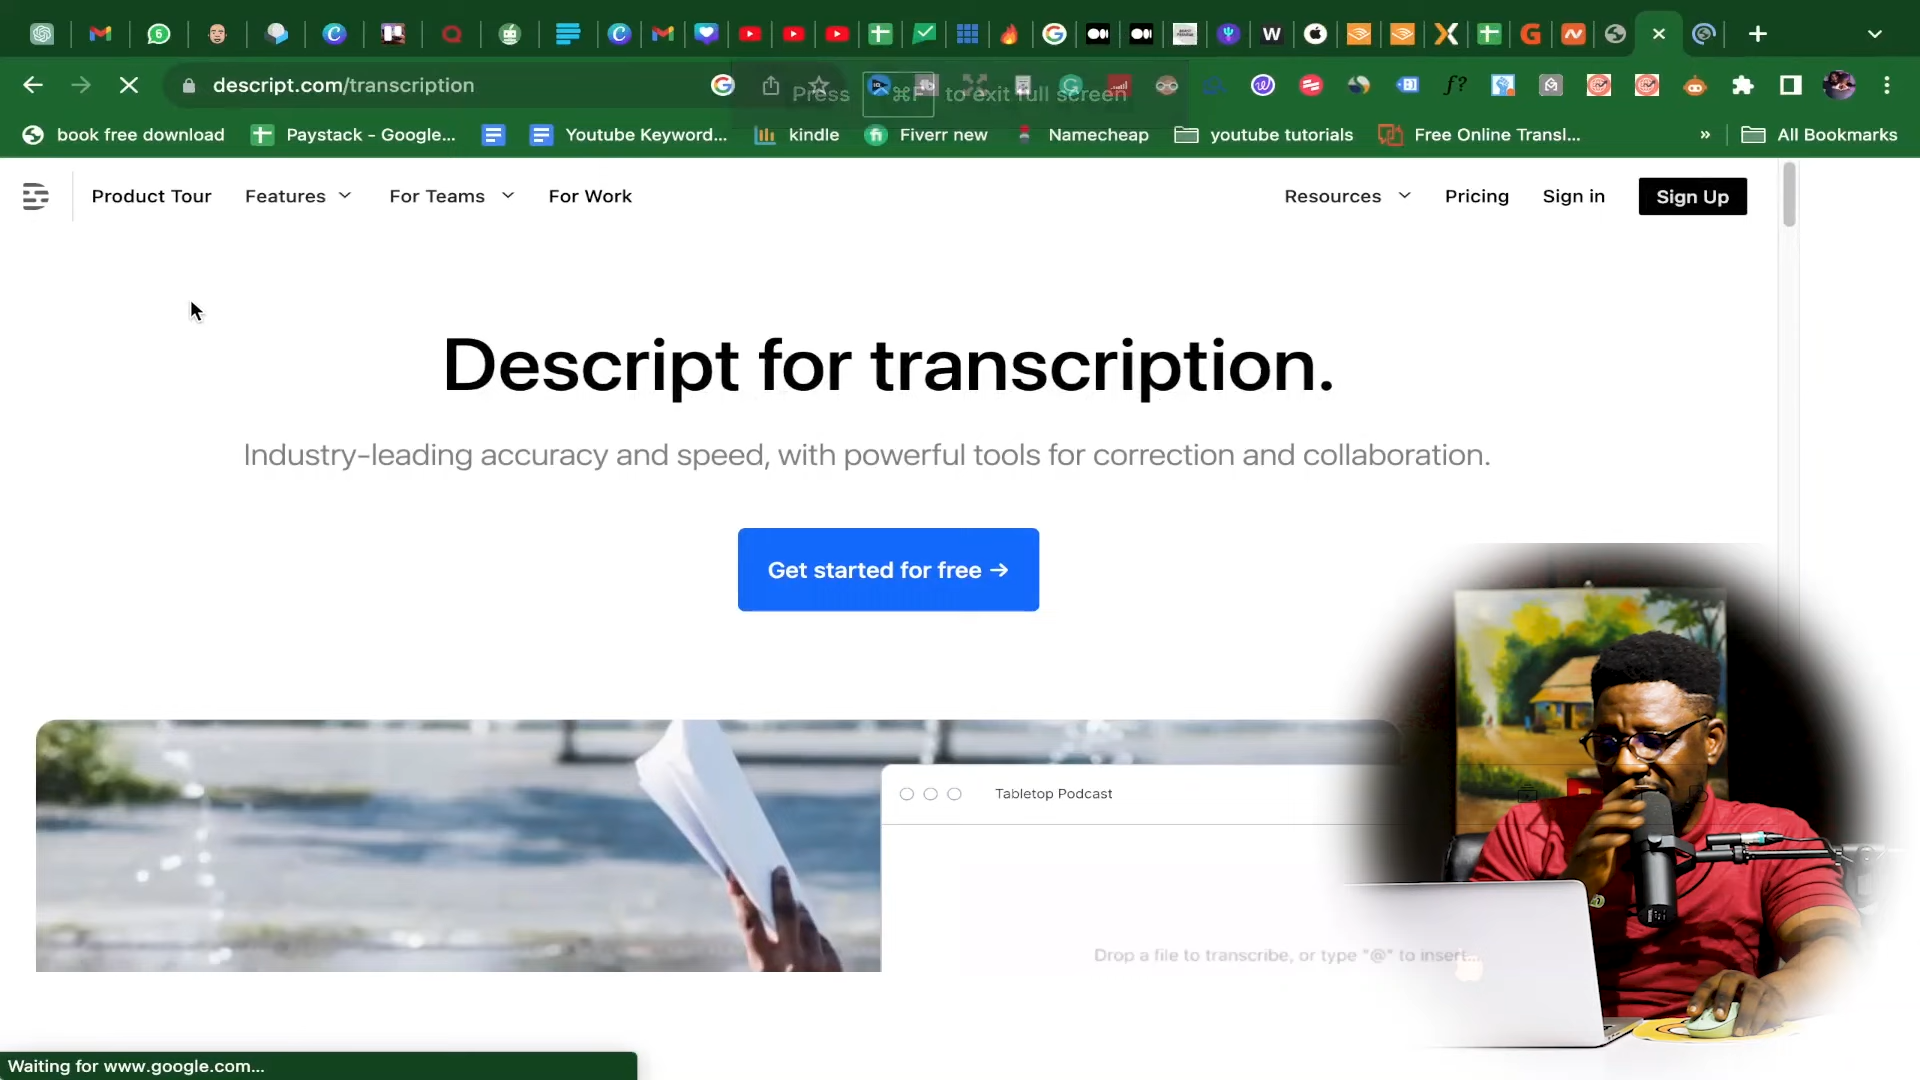 descript.com/transcription
Press ⌘F to exit full screen
book free download
Paystack - Google...
Youtube Keyword...
kindle
Fiverr new
Namecheap
youtube tutorials
Free Online Transl...
»
All Bookmarks
Product Tour
Features
For Teams
For Work
Resources
Pricing
Sign in
Sign Up
Descript for transcription.
Industry-leading accuracy and speed, with powerful tools for correction and collaboration.
Get started for free →
Tabletop Podcast
Drop a file to transcribe, or type "@" to insert...
Waiting for www.google.com...